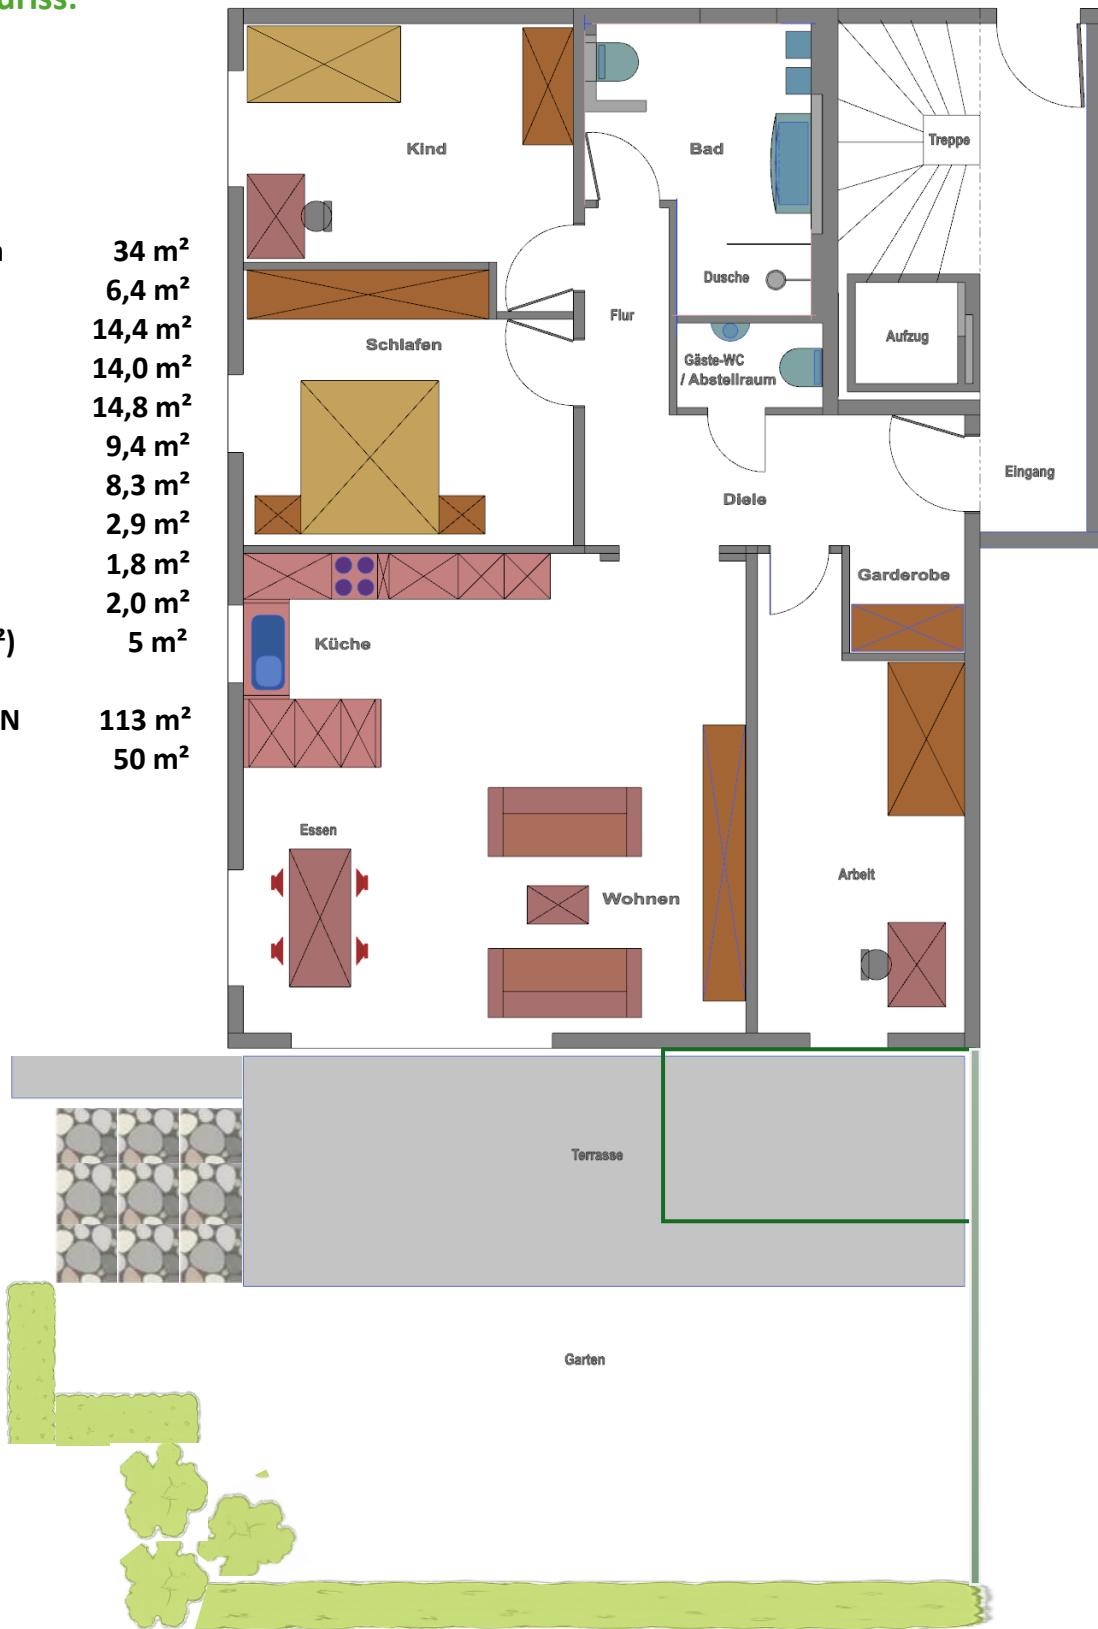 uriss:
34 m²
6,4 m²
14,4 m²
14,0 m²
14,8 m²
9,4 m²
8,3 m²
2,9 m²
1,8 m²
2,0 m²
²) 5 m²
N 113 m²
50 m²
Kind
Bad
Treppe
Dusche
Flur
Schlafen
Aufzug
Gäste-WC
/ Abstellraum
Eingang
Diele
Garderobe
Küche
Essen
Arbeit
Wohnen
Terrasse
Garten